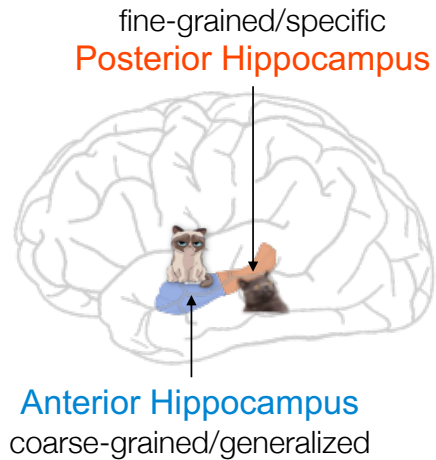 fine-grained/specific
Posterior Hippocampus
Anterior Hippocampus
coarse-grained/generalized